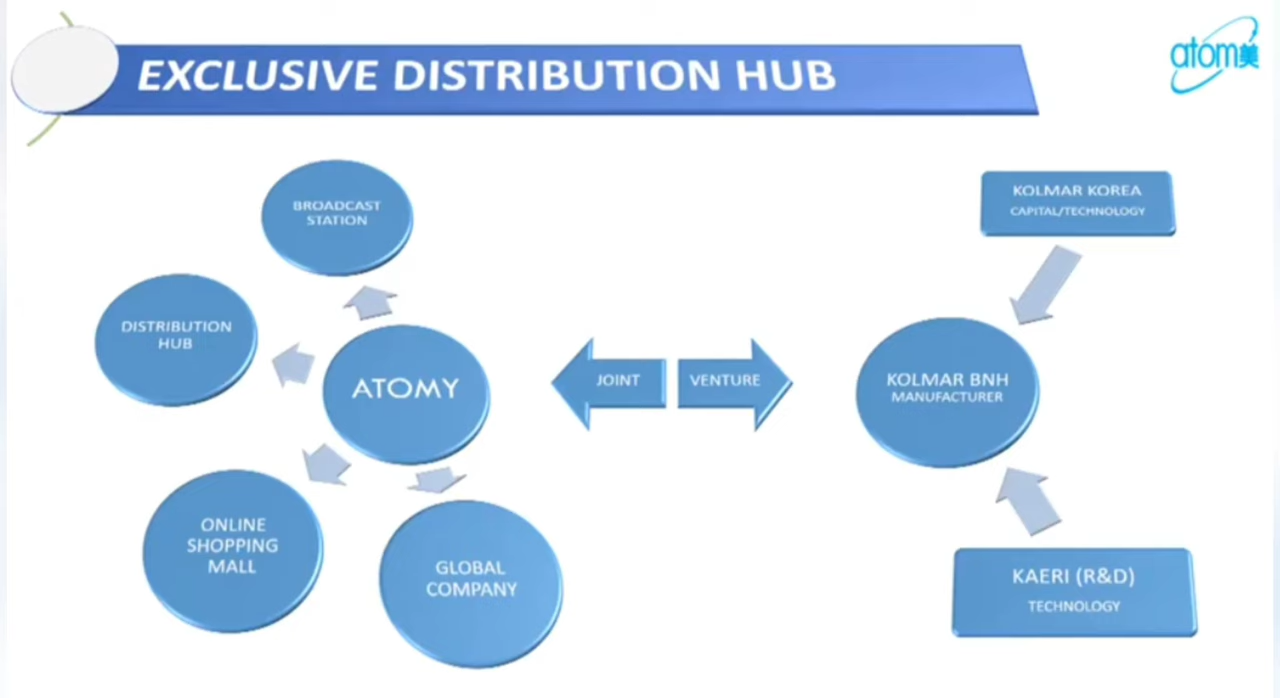 EXCLUSIVE DISTRIBUTION HUB
atom美
BROADCAST
STATION
DISTRIBUTION
HUB
ATOMY
ONLINE
SHOPPING
MALL
GLOBAL
COMPANY
JOINT
VENTURE
KOLMAR KOREA
CAPITAL/TECHNOLOGY
KOLMAR BNH
MANUFACTURER
KAERI (R&D)
TECHNOLOGY